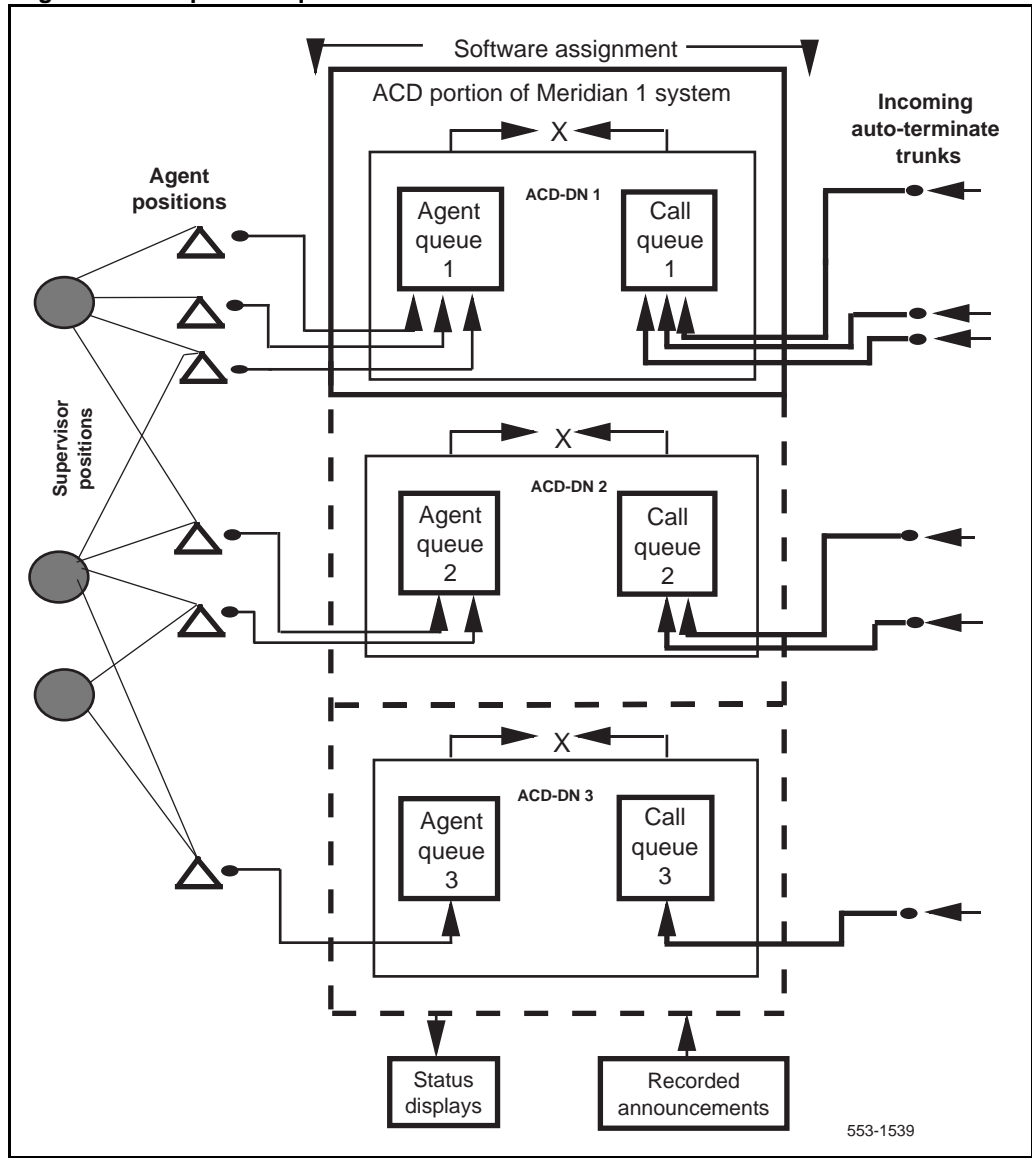 Software assignment
ACD portion of Meridian 1 system
Incoming
auto-terminate
trunks
Agent
positions
Supervisor
positions
X
ACD-DN 1
Agent
queue
1
Call
queue
1
X
ACD-DN 2
Agent
queue
2
Call
queue
2
X
ACD-DN 3
Agent
queue
3
Call
queue
3
Status
displays
Recorded
announcements
553-1539